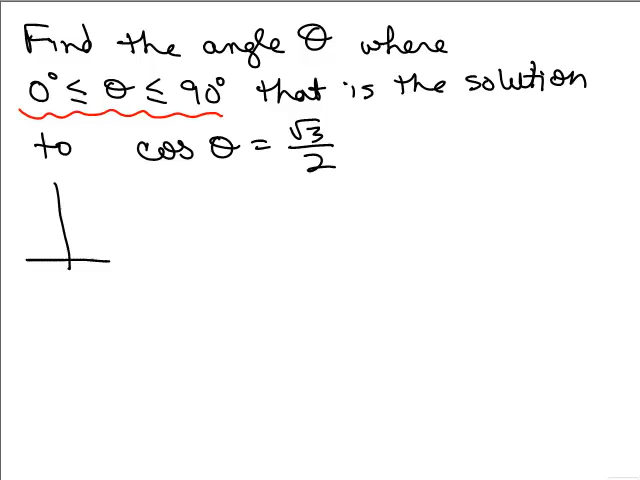 Find the angle θ where
0° ≤ θ ≤ 90° that is the solution
to cos θ = √3/2